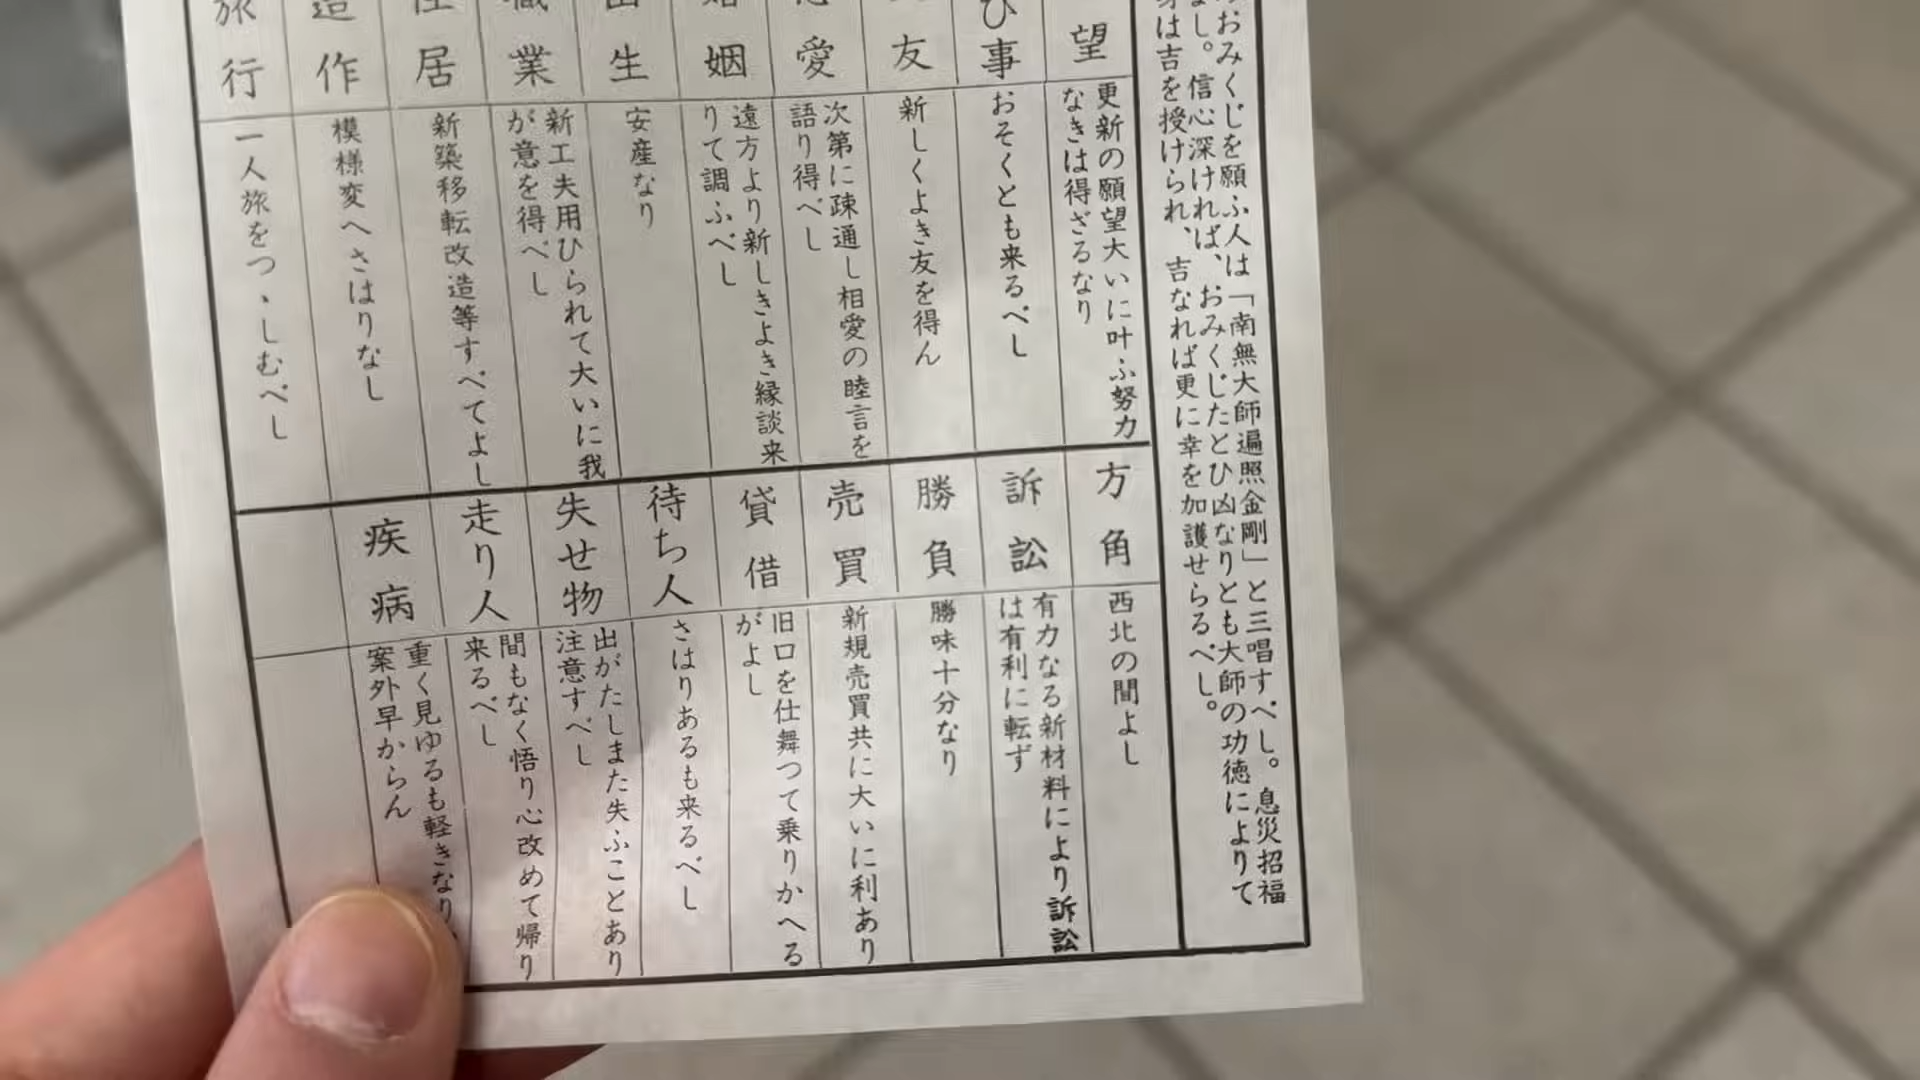 おみくじを願ふ人は「南無大師遍照金剛」と三唱すべし。息災招福
なし。信心深ければ、おみくじたとひ凶なりとも大師の功徳によりて
は吉を授けられ、吉なれば更に幸を加護せらるべし。
望
更新の願望大いに叶ふ努力
なきは得ざるなり
ひ事
おそくとも来るべし
友
新しくよき友を得ん
愛
次第に疎通し相愛の睦言を
語り得べし
姻
遠方より新しきよき縁談来
りて調ふべし
生
安産なり
職業
新工夫用ひられて大いに我
が意を得べし
住居
新築移転改造等すべてよし
造作
模様変へさはりなし
旅行
一人旅をつゝしむべし
方角
西北の間よし
訴訟
有力なる新材料により訴訟
は有利に転ず
勝負
勝味十分なり
売買
新規売買共に大いに利あり
貸借
旧口を仕舞つて乗りかへる
がよし
待ち人
さはりあるも来るべし
失せ物
出がたしまた失ふことあり
注意すべし
走り人
間もなく悟り心改めて帰り
来るべし
疾病
重く見ゆるも軽きなり
案外早からん